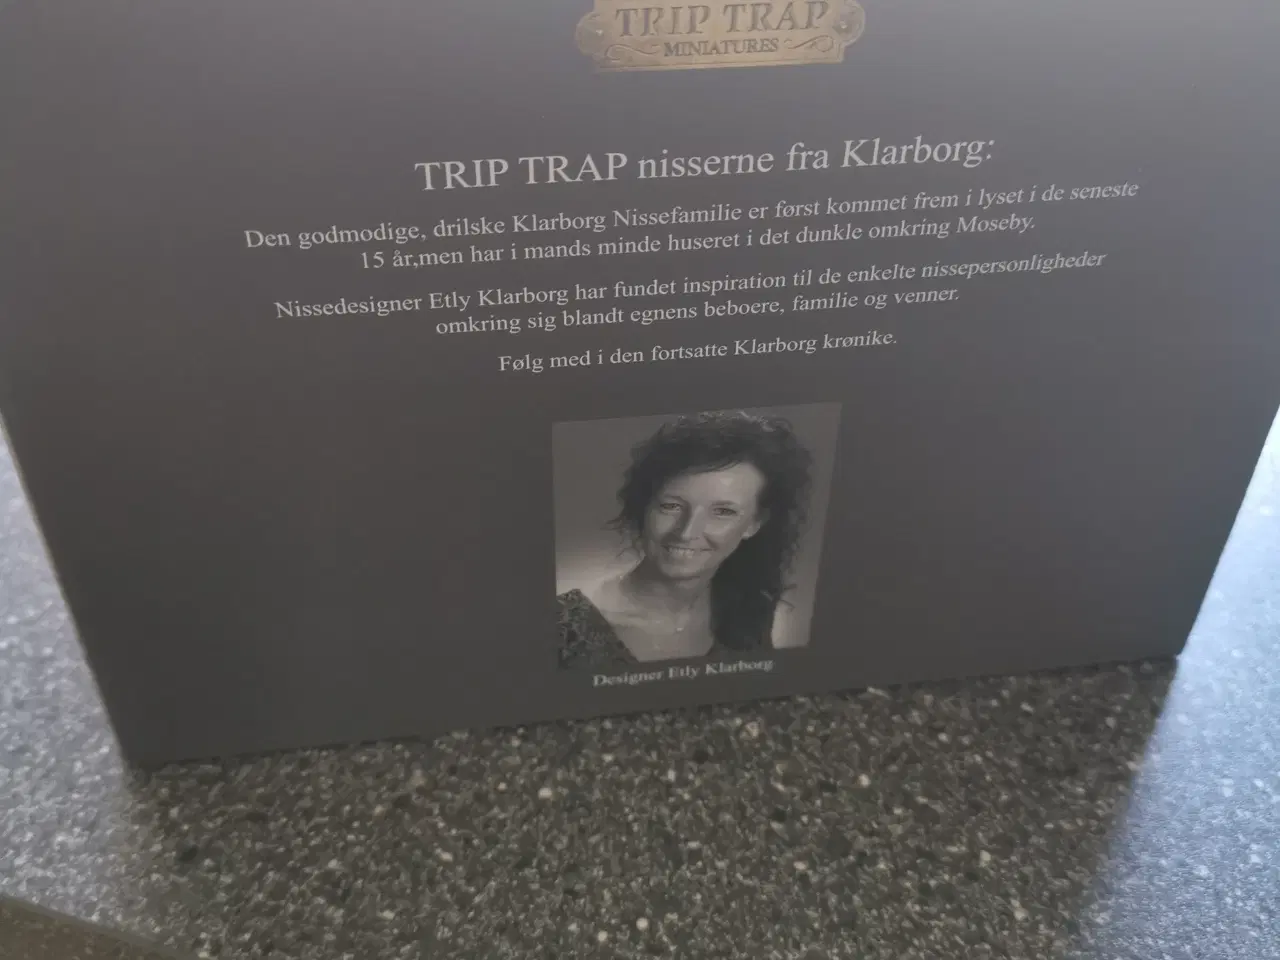 TRIP TRAP
MINIATURES
TRIP TRAP nisserne fra Klarborg:
Den godmodige, drilske Klarborg Nissefamilie er først kommet frem i lyset i de seneste
15 år,men har i mands minde huseret i det dunkle omkring Moseby.
Nissedesigner Etly Klarborg har fundet inspiration til de enkelte nissepersonligheder
omkring sig blandt egnens beboere, familie og venner.
Følg med i den fortsatte Klarborg krønike.
Designer Etly Klarborg